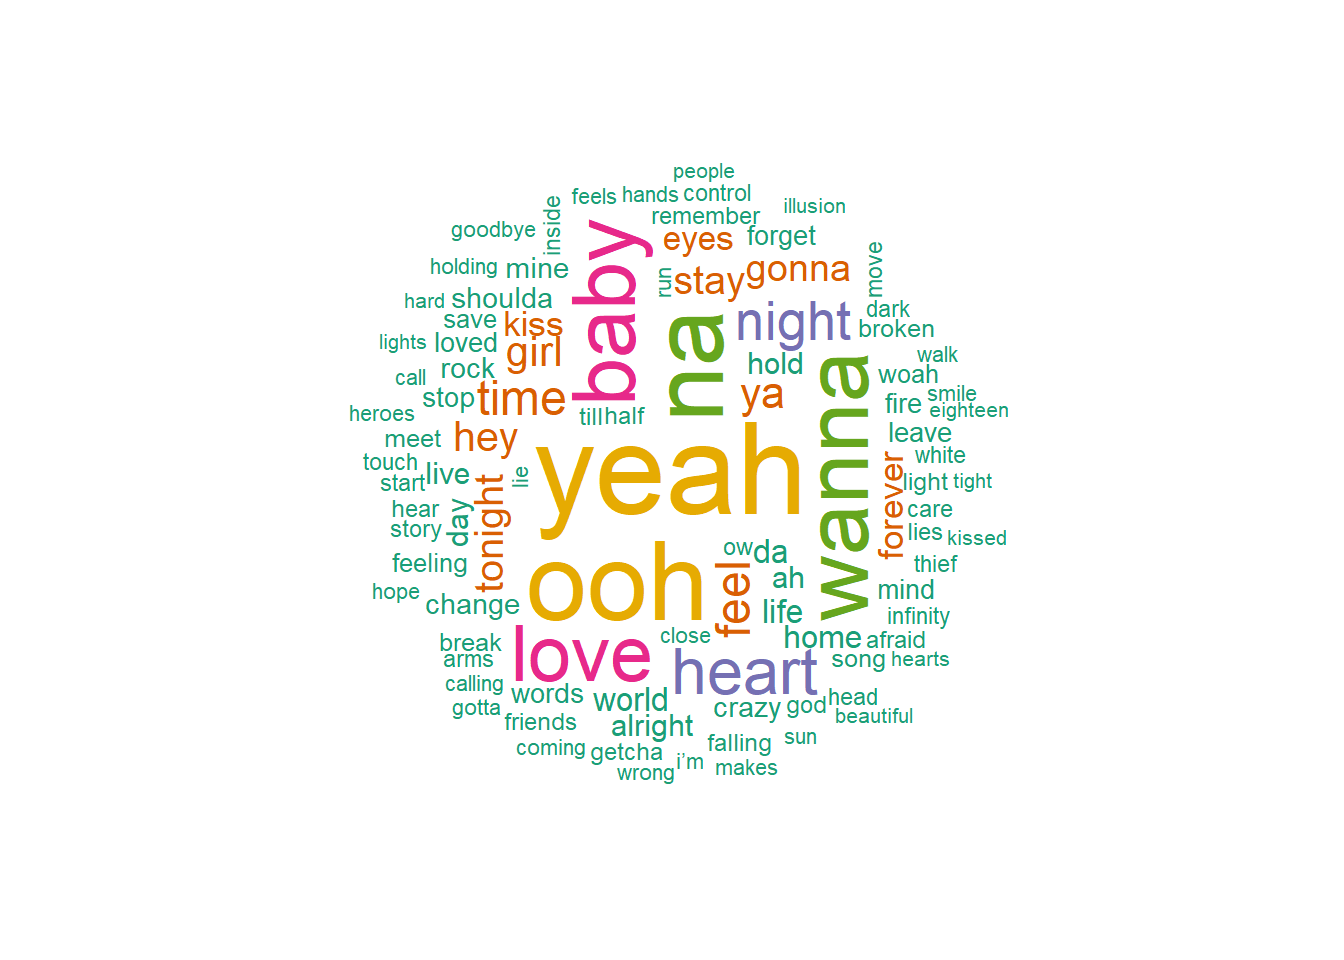 people
feels hands control
illusion
inside
remember
goodbye
eyes forget
baby
holding mine
run stay gonna
move
hard shoulda
dark
save kiss
na night broken
lights loved girl
hold walk
rock
call woah
time ya
stop smile
heroes till half fire eighteen
meet hey leave
yeah wanna
touch white
start live lie forever light tight
hear day tonight care
story lies kissed
ow da
feeling thief
ooh feel ah
hope mind
change life infinity
close home afraid
break love
arms heart song hearts
calling words world head
gotta crazy god beautiful
friends alright
coming getcha falling sun
i’m
wrong makes